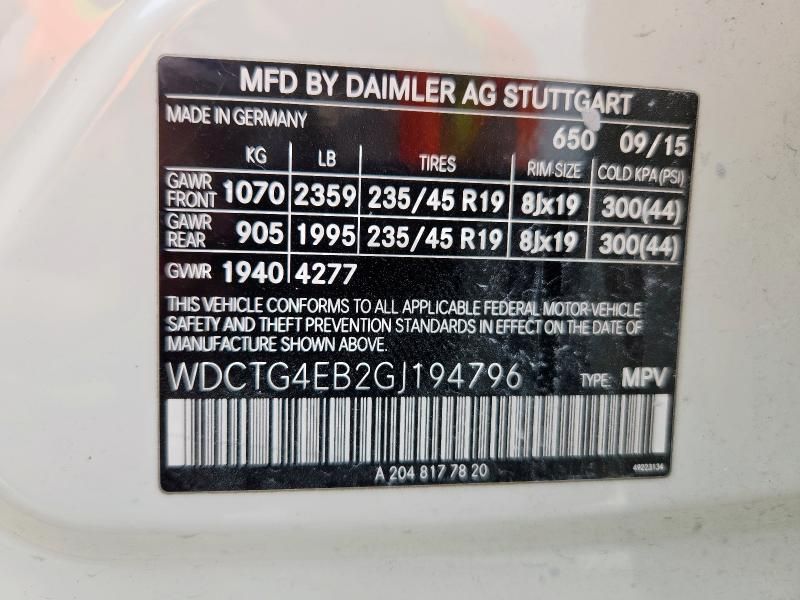 MFD BY DAIMLER AG STUTTGART
MADE IN GERMANY
650 09/15
KG LB TIRES RIM SIZE COLD KPA (PSI)
GAWR FRONT 1070 2359 235/45 R19 8Jx19 300(44)
GAWR REAR 905 1995 235/45 R19 8Jx19 300(44)
GVWR 1940 4277
THIS VEHICLE CONFORMS TO ALL APPLICABLE FEDERAL MOTOR VEHICLE
SAFETY AND THEFT PREVENTION STANDARDS IN EFFECT ON THE DATE OF
MANUFACTURE SHOWN ABOVE.
WDCTG4EB2GJ194796 TYPE: MPV
A 204 817 78 20
49223134